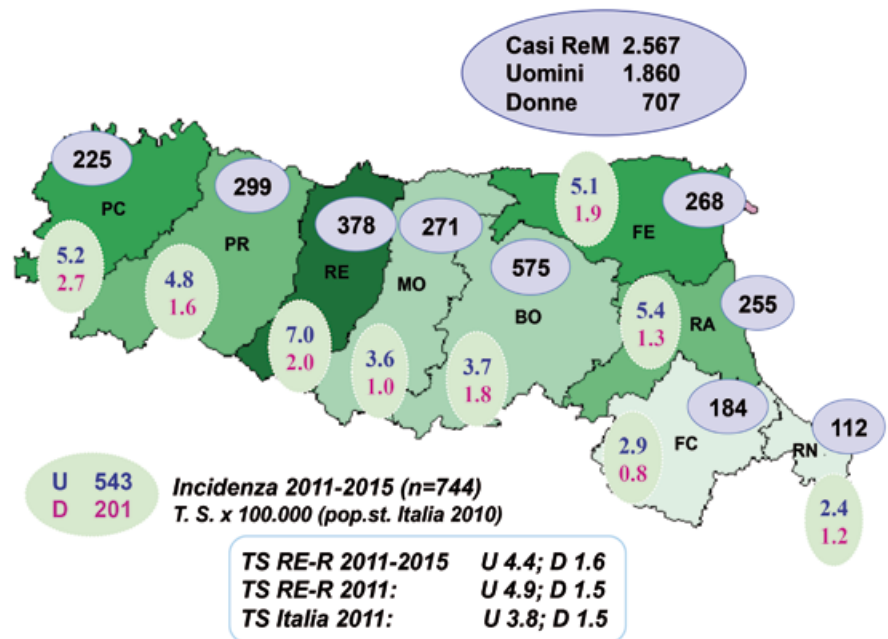 Casi ReM 2.567
Uomini 1.860
Donne 707
225
PC
5.2
2.7
299
PR
4.8
1.6
378
RE
7.0
2.0
271
MO
3.6
1.0
575
BO
3.7
1.8
5.1
1.9
268
FE
255
RA
5.4
1.3
184
FC
2.9
0.8
112
RN
2.4
1.2
U 543
D 201
Incidenza 2011-2015 (n=744)
T. S. x 100.000 (pop.st. Italia 2010)
TS RE-R 2011-2015 U 4.4; D 1.6
TS RE-R 2011: U 4.9; D 1.5
TS Italia 2011: U 3.8; D 1.5